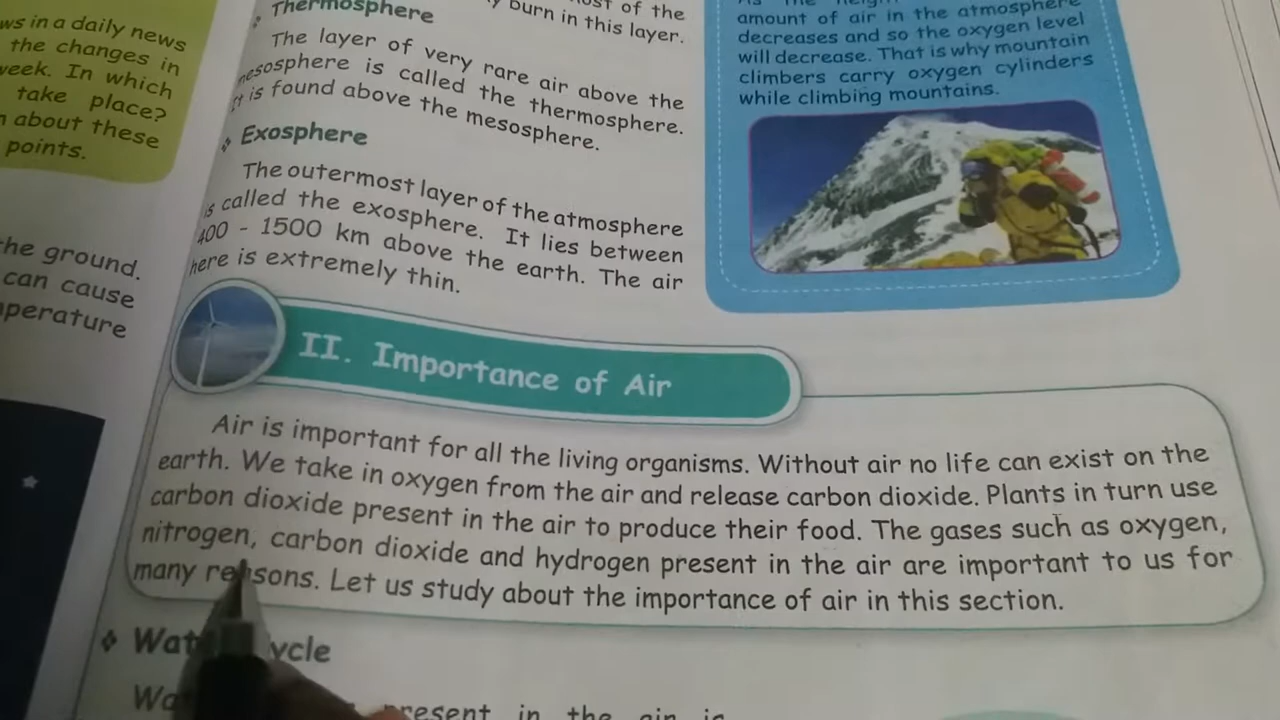 ws in a daily news
the changes in
week. In which
take place?
about these
points.
the ground.
can cause
perature
Thermosphere
of the
burn in this layer.
The layer of very rare air above the
mesosphere is called the thermosphere.
It is found above the mesosphere.
❖ Exosphere
The outermost layer of the atmosphere
is called the exosphere. It lies between
400 - 1500 km above the earth. The air
here is extremely thin.
amount of air in the atmosphere
decreases and so the oxygen level
will decrease. That is why mountain
climbers carry oxygen cylinders
while climbing mountains.
II. Importance of Air
Air is important for all the living organisms. Without air no life can exist on the
earth. We take in oxygen from the air and release carbon dioxide. Plants in turn use
carbon dioxide present in the air to produce their food. The gases such as oxygen,
nitrogen, carbon dioxide and hydrogen present in the air are important to us for
many reasons. Let us study about the importance of air in this section.
❖ Wat ycle
Wa present in the air is